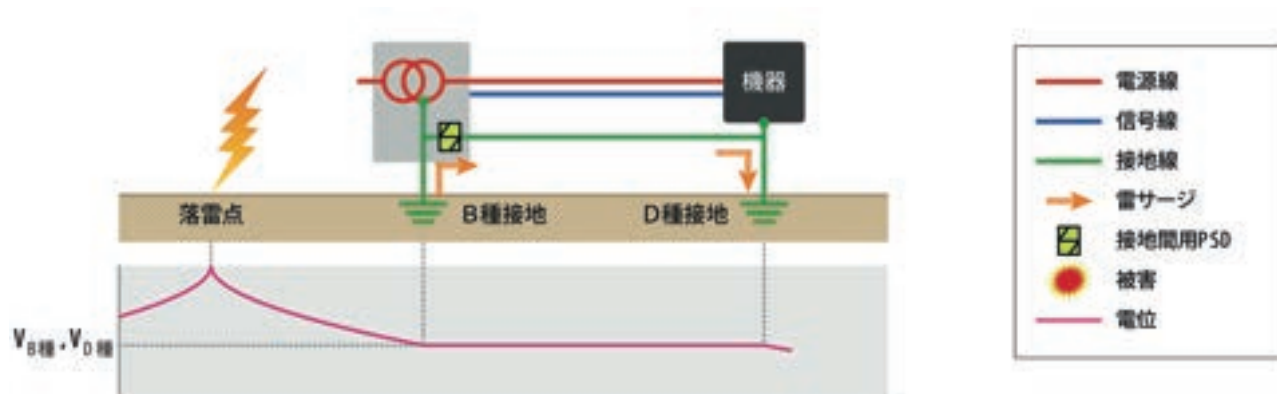 機器
落雷点
B種接地
D種接地
VB種,VD種
電源線
信号線
接地線
雷サージ
接地間用PSD
被害
電位